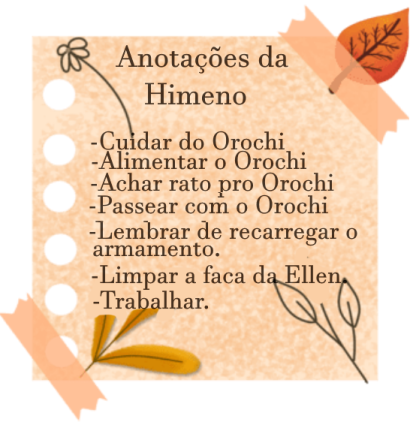 Anotações da
Himeno
-Cuidar do Orochi
-Alimentar o Orochi
-Achar rato pro Orochi
-Passear com o Orochi
-Lembrar de recarregar o
armamento.
-Limpar a faca da Ellen.
-Trabalhar.